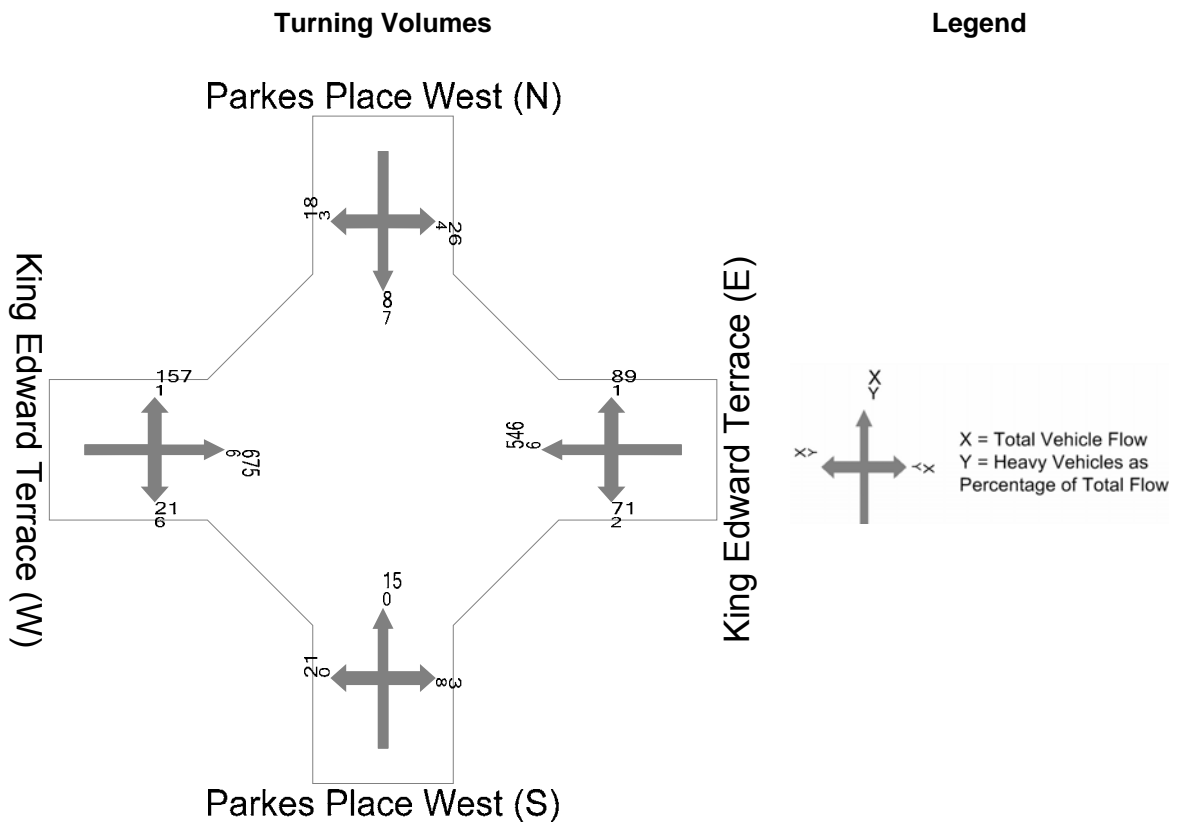 Turning Volumes
Legend
Parkes Place West (N)
18
3
26
4
8
7
King Edward Terrace (W)
157
1
675
6
21
6
King Edward Terrace (E)
89
1
546
6
71
2
15
0
21
0
3
8
Parkes Place West (S)
X
Y
X
Y
X
Y
X = Total Vehicle Flow
Y = Heavy Vehicles as
Percentage of Total Flow